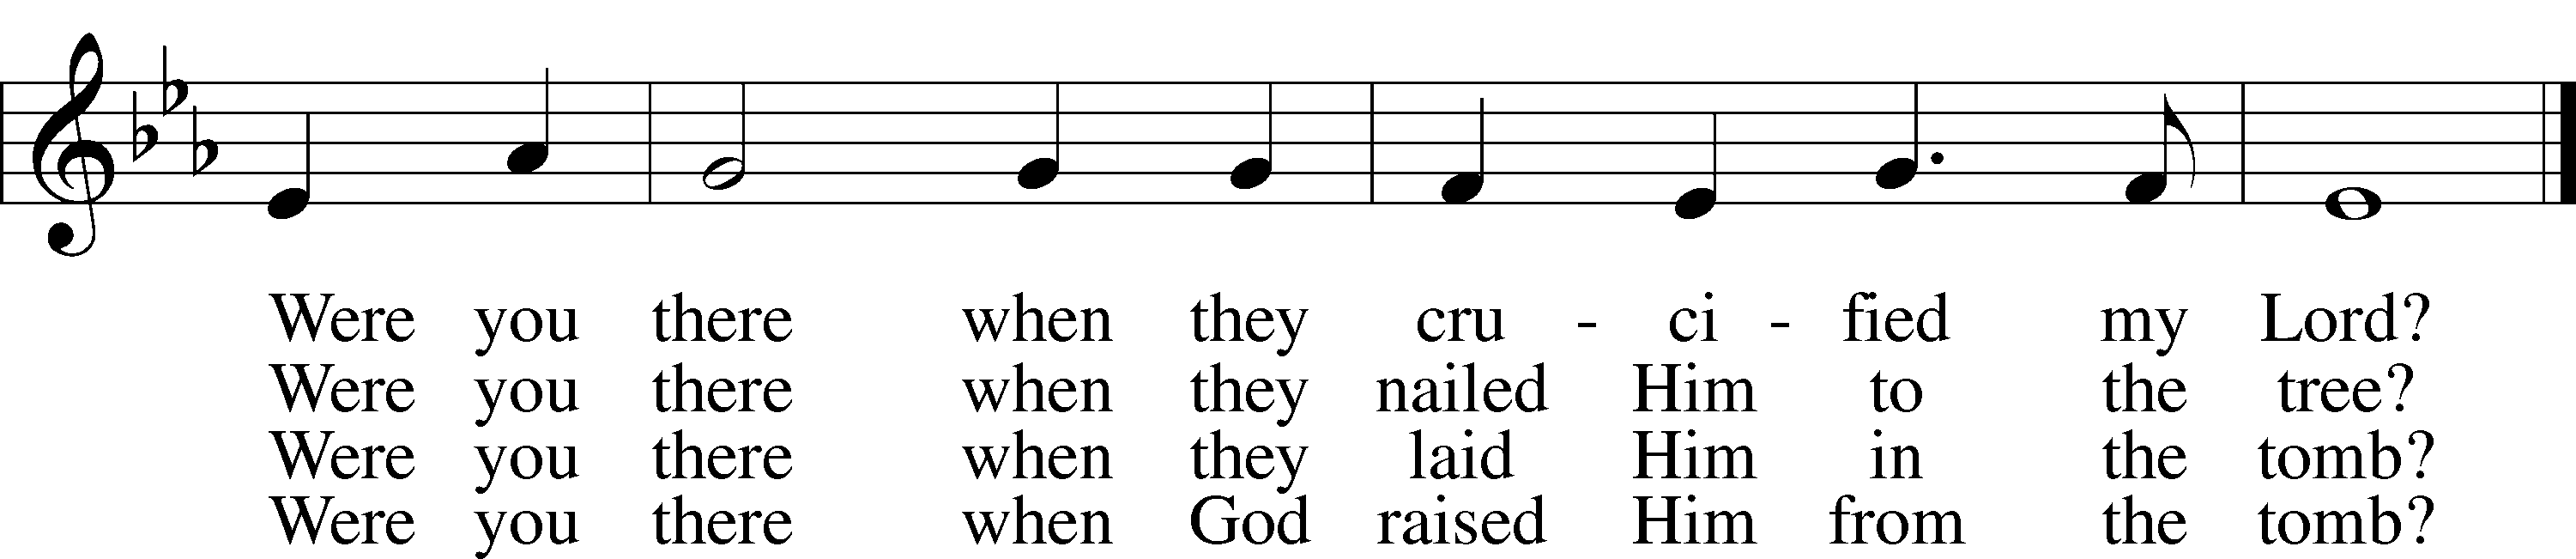 Were you there when they cru - ci - fied my Lord?
Were you there when they nailed Him to the tree?
Were you there when they laid Him in the tomb?
Were you there when God raised Him from the tomb?